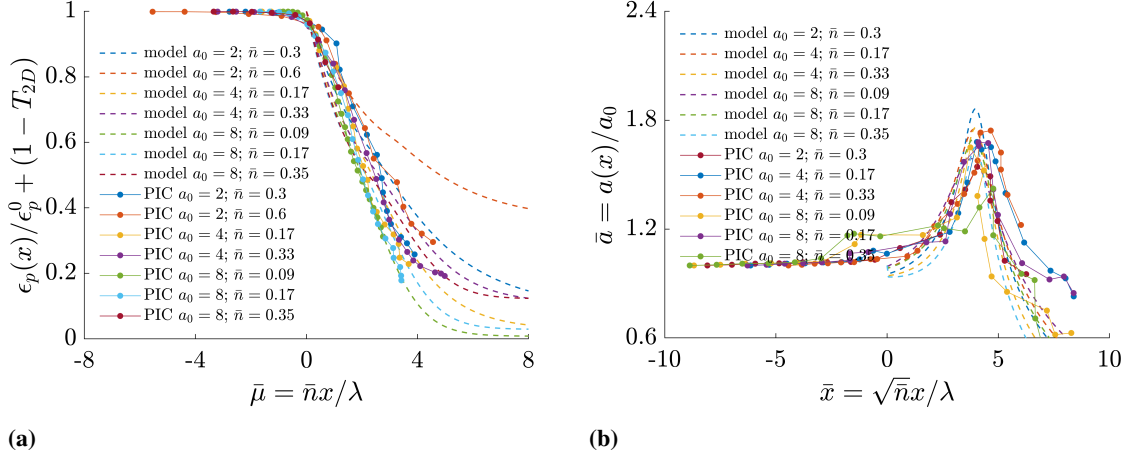 ϵ_p(x)/ϵ_p^0 + (1 − T_{2D})
1
0.8
0.6
0.4
0.2
0
model a_0 = 2; n̄ = 0.3
model a_0 = 2; n̄ = 0.6
model a_0 = 4; n̄ = 0.17
model a_0 = 4; n̄ = 0.33
model a_0 = 8; n̄ = 0.09
model a_0 = 8; n̄ = 0.17
model a_0 = 8; n̄ = 0.35
PIC a_0 = 2; n̄ = 0.3
PIC a_0 = 2; n̄ = 0.6
PIC a_0 = 4; n̄ = 0.17
PIC a_0 = 4; n̄ = 0.33
PIC a_0 = 8; n̄ = 0.09
PIC a_0 = 8; n̄ = 0.17
PIC a_0 = 8; n̄ = 0.35
-8 -4 0 4 8
μ̄ = n̄x/λ
(a)
ā = a(x)/a_0
2.4
1.8
1.2
0.6
model a_0 = 2; n̄ = 0.3
model a_0 = 4; n̄ = 0.17
model a_0 = 4; n̄ = 0.33
model a_0 = 8; n̄ = 0.09
model a_0 = 8; n̄ = 0.17
model a_0 = 8; n̄ = 0.35
PIC a_0 = 2; n̄ = 0.3
PIC a_0 = 4; n̄ = 0.17
PIC a_0 = 4; n̄ = 0.33
PIC a_0 = 8; n̄ = 0.09
PIC a_0 = 8; n̄ = 0.17
PIC a_0 = 8; n̄ = 0.35
-10 -5 0 5 10
x̄ = √n̄x/λ
(b)